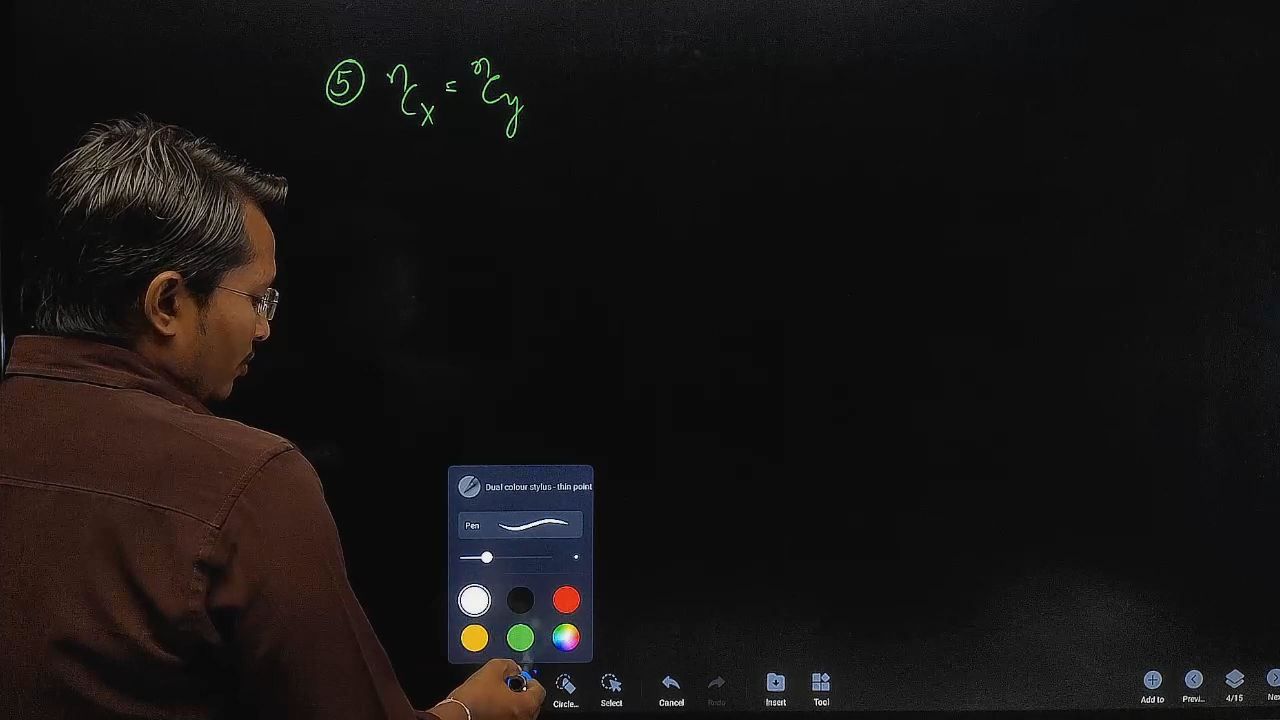 ⑤ ⁿCₓ = ⁿCᵧ
Dual colour stylus - thin point
Pen
Circle... Select Cancel Redo Insert Tool Add to Previ... 4/15 Nex